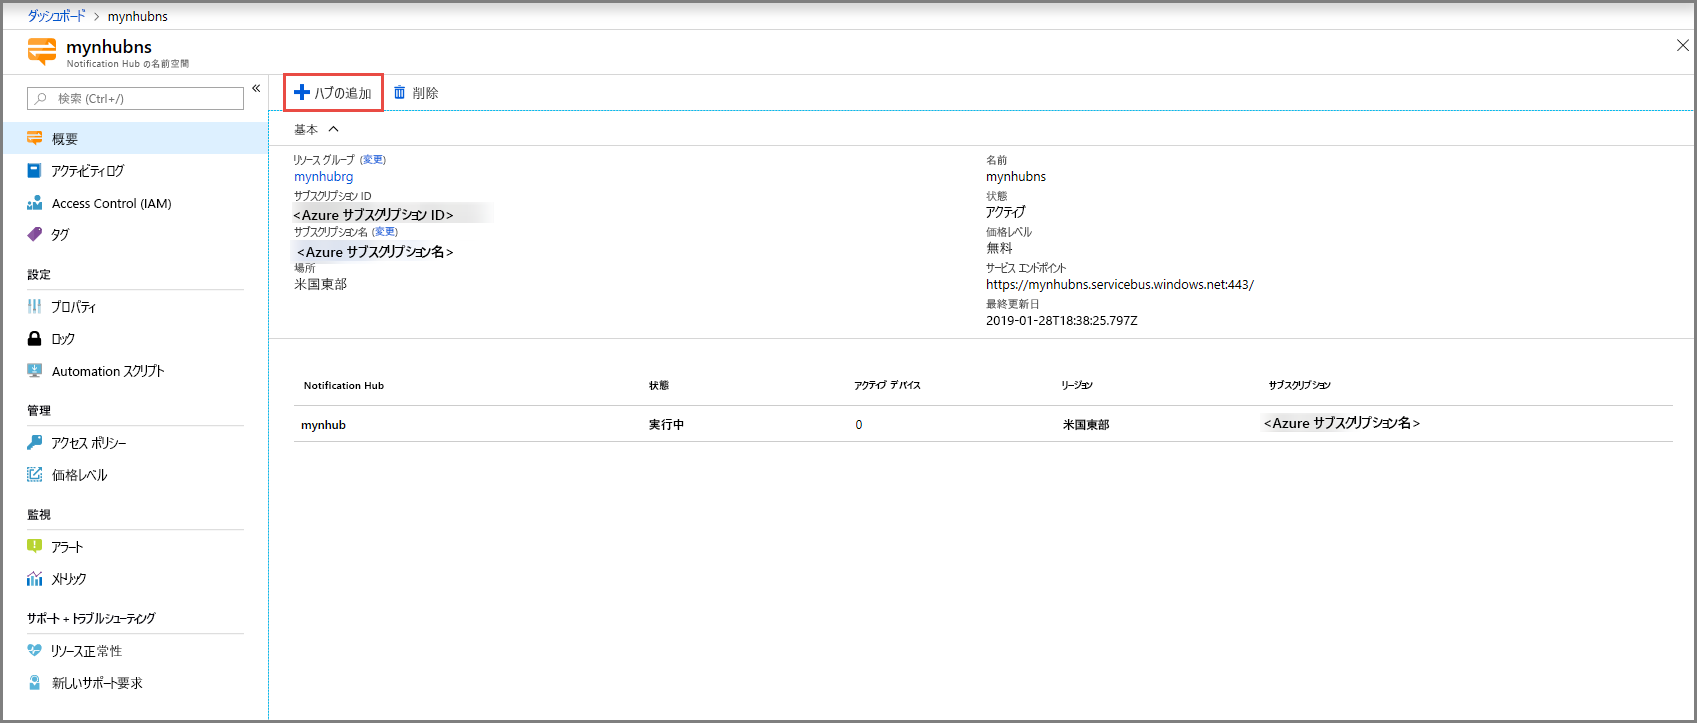 ダッシュボード > mynhubns
mynhubns
Notification Hub の名前空間
検索 (Ctrl+/)
«
概要
アクティビティ ログ
Access Control (IAM)
タグ
設定
プロパティ
ロック
Automation スクリプト
管理
アクセス ポリシー
価格レベル
監視
アラート
メトリック
サポート + トラブルシューティング
リソース正常性
新しいサポート要求
ハブの追加 削除
基本
リソース グループ (変更)
mynhubrg
サブスクリプション ID
<Azure サブスクリプション ID>
サブスクリプション名 (変更)
<Azure サブスクリプション名>
場所
米国東部
名前
mynhubns
状態
アクティブ
価格レベル
無料
サービス エンドポイント
https://mynhubns.servicebus.windows.net:443/
最終更新日
2019-01-28T18:38:25.797Z
Notification Hub 状態 アクティブ デバイス リージョン サブスクリプション
mynhub 実行中 0 米国東部 <Azure サブスクリプション名>